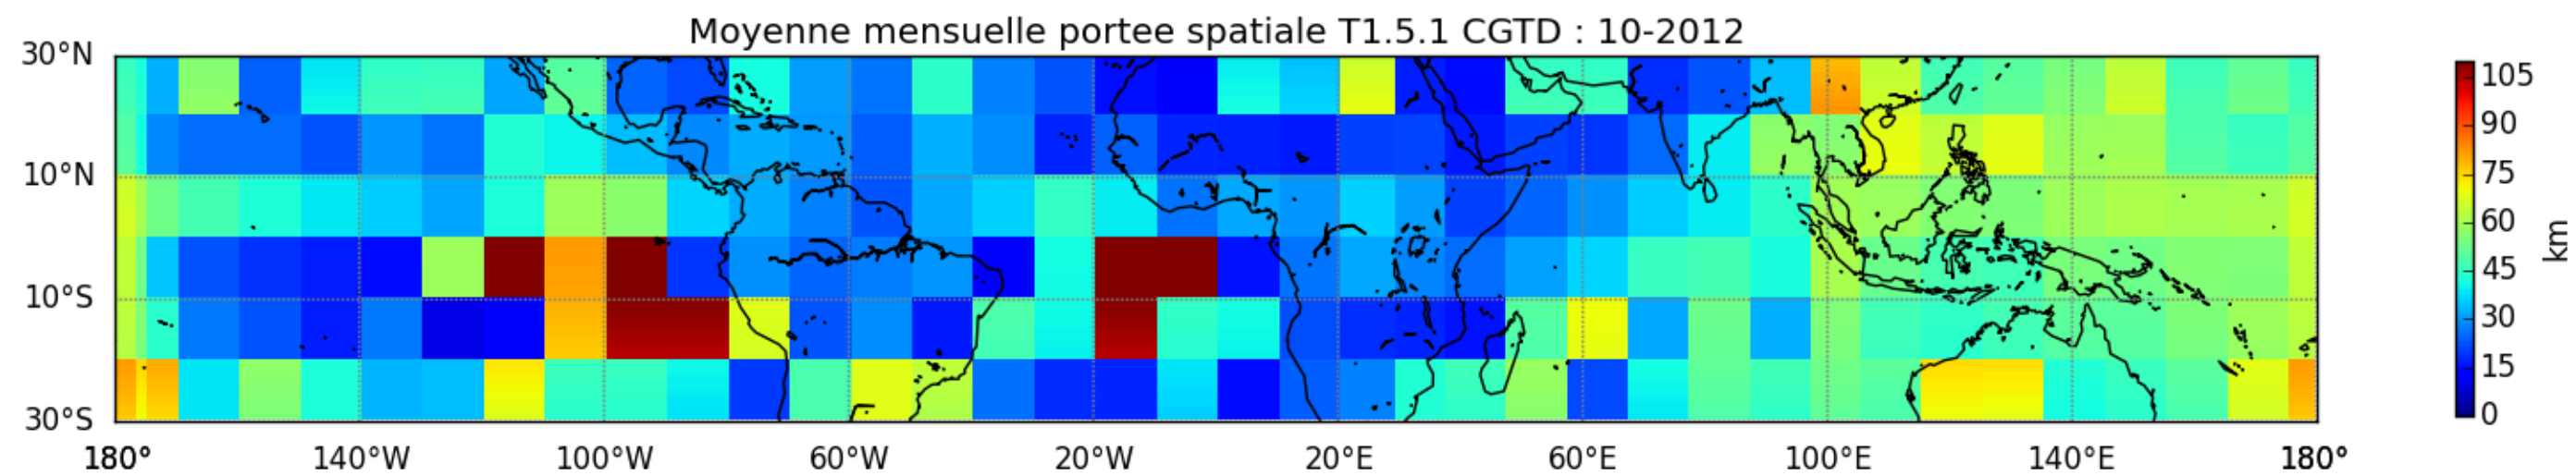 Moyenne mensuelle portee spatiale T1.5.1 CGTD : 10-2012
30°N
10°N
10°S
30°S
180° 140°W 100°W 60°W 20°W 20°E 60°E 100°E 140°E 180°
105
90
75
60
45
30
15
0
km